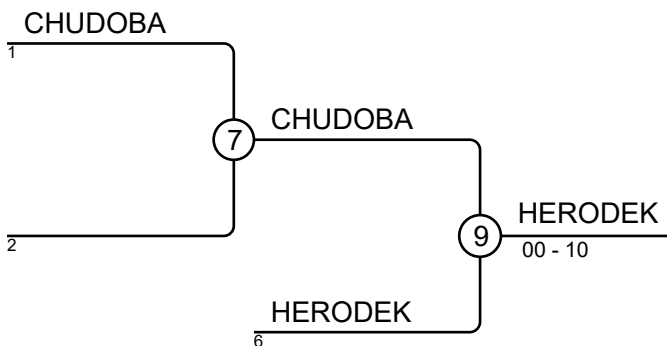 CHUDOBA
1
7
CHUDOBA
2
9
HERODEK
00 - 10
HERODEK
6